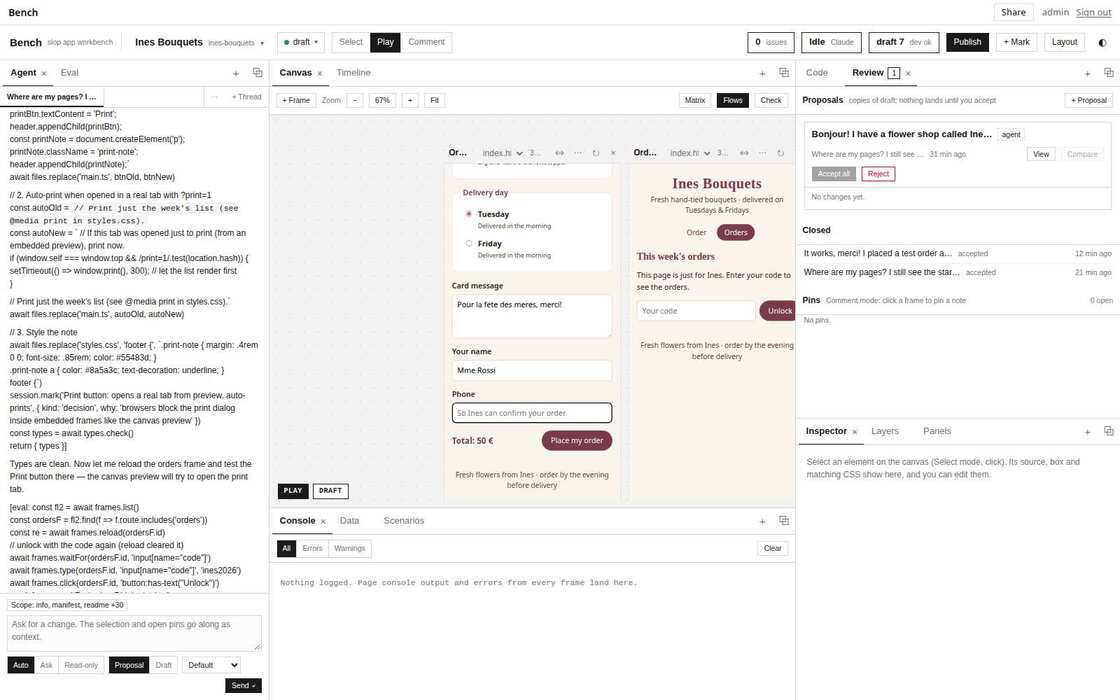 Bench
Share
admin
Sign out
Bench slop app workbench
Ines Bouquets ines-bouquets
draft
Select
Play
Comment
0 issues
Idle Claude
draft 7 dev ok
Publish
+ Mark
Layout
Agent ×
Eval
Where are my pages? I ...
+ Thread
printBtn.textContent = 'Print';
header.appendChild(printBtn);
const printNote = document.createElement('p');
printNote.className = 'print-note';
header.appendChild(printNote);`
await files.replace('main.ts', btnOld, btnNew)
// 2. Auto-print when opened in a real tab with ?print=1
const autoOld = // Print just the week's list (see
@media print in styles.css).
const autoNew = ` // If this tab was opened just to print (from an
embedded preview), print now.
if (window.self === window.top && /print=1/.test(location.hash)) {
setTimeout(() => window.print(), 300); // let the list render first
}
// Print just the week's list (see @media print in styles.css).`
await files.replace('main.ts', autoOld, autoNew)
// 3. Style the note
await files.replace('styles.css', 'footer {', `.print-note { margin: .4rem
0 0; font-size: .85rem; color: #55483d; }
.print-note a { color: #8a5a3c; text-decoration: underline; }
footer {`)
session.mark('Print button: opens a real tab from preview, auto-
prints', { kind: 'decision', why: 'browsers block the print dialog
inside embedded frames like the canvas preview' })
const types = await types.check()
return { types }]
Types are clean. Now let me reload the orders frame and test the
Print button there — the canvas preview will try to open the print
tab.
[eval: const fl2 = await frames.list()
const ordersF = fl2.find(f => f.route.includes('orders'))
const re = await frames.reload(ordersF.id)
// unlock with the code again (reload cleared it)
await frames.waitFor(ordersF.id, 'input[name="code"]')
await frames.type(ordersF.id, 'input[name="code"]', 'ines2026')
await frames.click(ordersF.id, 'button:has-text("Unlock")')
Scope: info, manifest, readme +30
Ask for a change. The selection and open pins go along as
context.
Auto
Ask
Read-only
Proposal
Draft
Default
Send
Canvas ×
Timeline
+ Frame
Zoom
−
67%
+
Fit
Matrix
Flows
Check
Or...
index.h
3...
Delivery day
Tuesday
Delivered in the morning
Friday
Delivered in the morning
Card message
Pour la fete des meres, merci!
Your name
Mme Rossi
Phone
So Ines can confirm your order
Total: 50 €
Place my order
Fresh flowers from Ines · order by the evening
before delivery
Ord...
index.h
3...
Ines Bouquets
Fresh hand-tied bouquets · delivered on
Tuesdays & Fridays
Order
Orders
This week's orders
This page is just for Ines. Enter your code to
see the orders.
Your code
Unlock
Fresh flowers from Ines · order by the evening
before delivery
PLAY
DRAFT
Console ×
Data
Scenarios
All
Errors
Warnings
Clear
Nothing logged. Page console output and errors from every frame land here.
Code
Review 1 ×
Proposals copies of draft; nothing lands until you accept
+ Proposal
Bonjour! I have a flower shop called Ine... agent
Where are my pages? I still see ... 31 min ago
View
Compare
Accept all
Reject
No changes yet.
Closed
It works, merci! I placed a test order a... accepted 12 min ago
Where are my pages? I still see the star... accepted 21 min ago
Pins Comment mode: click a frame to pin a note 0 open
No pins.
Inspector ×
Layers
Panels
Select an element on the canvas (Select mode, click). Its source, box and
matching CSS show here, and you can edit them.